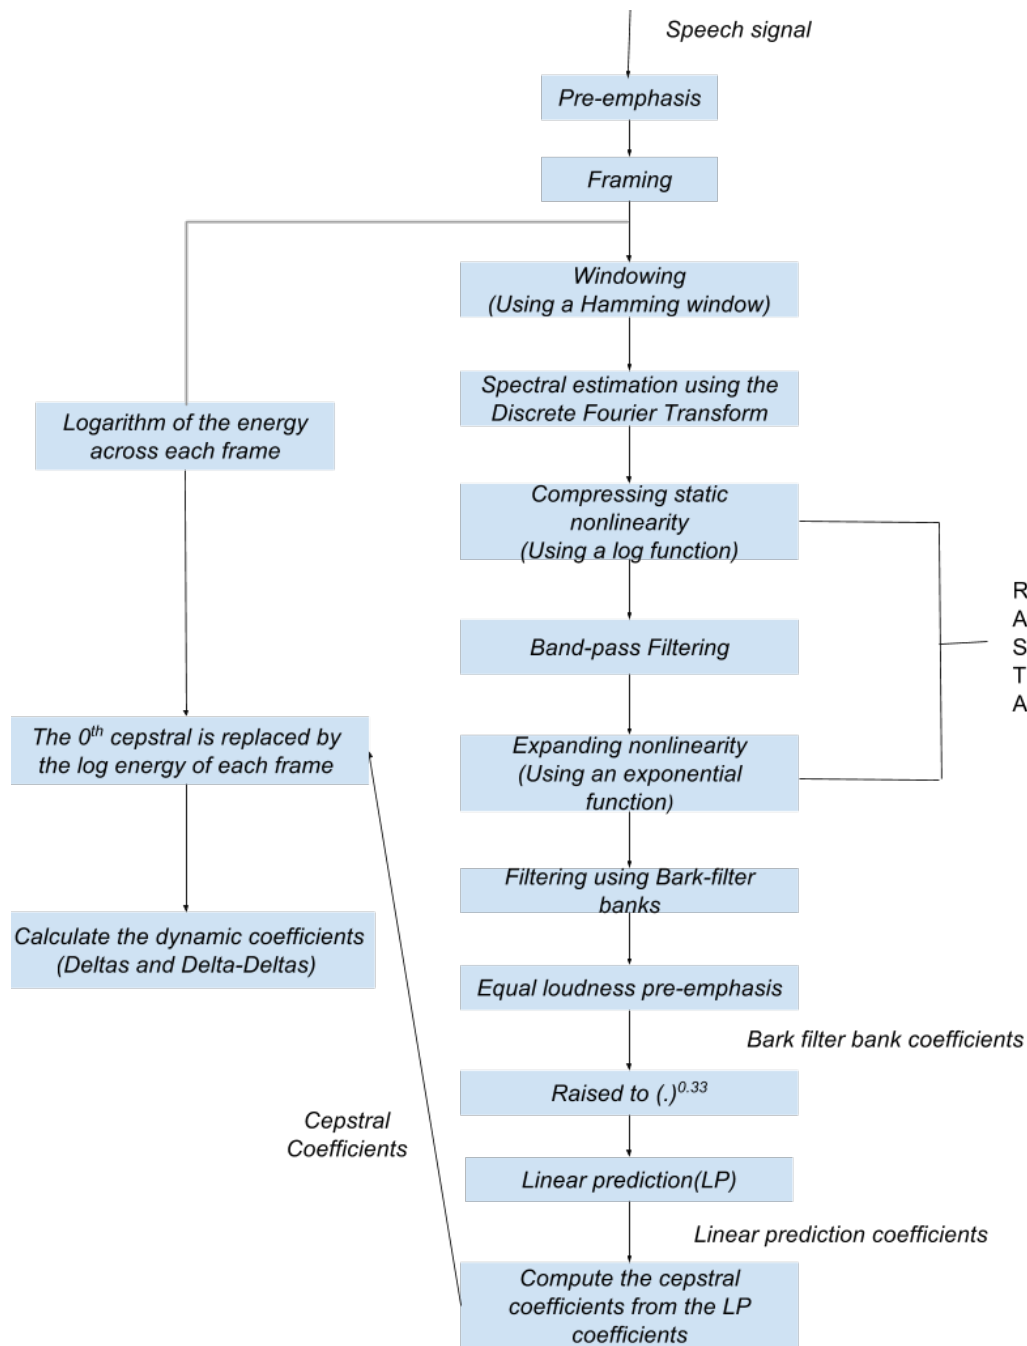 Speech signal
Pre-emphasis
Framing
Windowing
(Using a Hamming window)
Spectral estimation using the
Discrete Fourier Transform
Logarithm of the energy
across each frame
Compressing static
nonlinearity
(Using a log function)
R
A
S
T
A
Band-pass Filtering
The 0th cepstral is replaced by
the log energy of each frame
Expanding nonlinearity
(Using an exponential
function)
Filtering using Bark-filter
banks
Calculate the dynamic coefficients
(Deltas and Delta-Deltas)
Equal loudness pre-emphasis
Bark filter bank coefficients
Raised to (.)0.33
Cepstral
Coefficients
Linear prediction(LP)
Linear prediction coefficients
Compute the cepstral
coefficients from the LP
coefficients